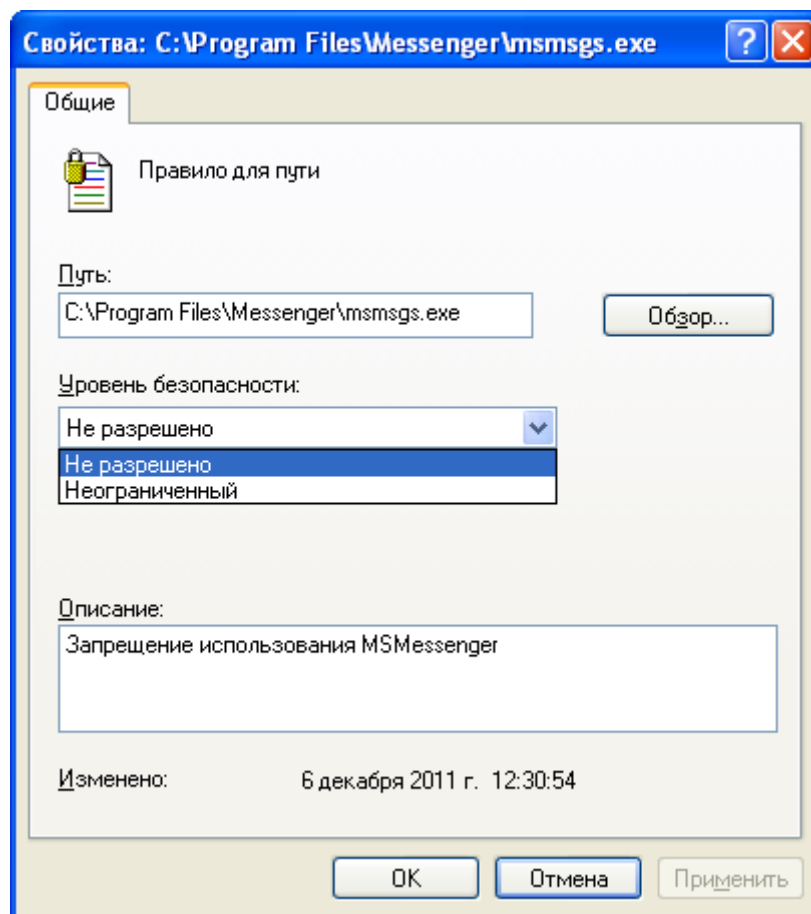 Свойства: C:\Program Files\Messenger\msmsgs.exe
Общие
Правило для пути
Путь:
C:\Program Files\Messenger\msmsgs.exe
Обзор...
Уровень безопасности:
Не разрешено
Не разрешено
Неограниченный
Описание:
Запрещение использования MSMessenger
Изменено: 6 декабря 2011 г. 12:30:54
OK Отмена Применить